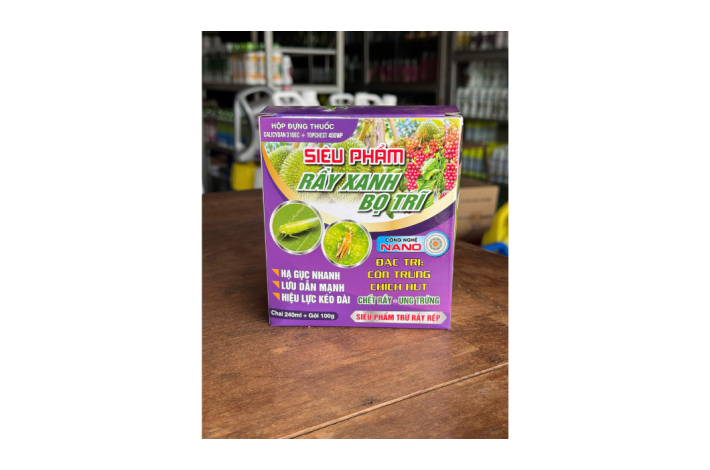 HỘP ĐỰNG THUỐC
CALICYDAN 310EC + TOPCHEST 400WP
SIÊU PHẨM
RẦY XANH
BỌ TRĨ
CÔNG NGHỆ
NANO
ĐẶC TRỊ:
CÔN TRÙNG
CHÍCH HÚT
CHẾT RẦY - UNG TRỨNG
HẠ GỤC NHANH
LƯU DẪN MẠNH
HIỆU LỰC KÉO DÀI
Chai 240ml + Gói 100g
SIÊU PHẨM TRỪ RẦY RỆP